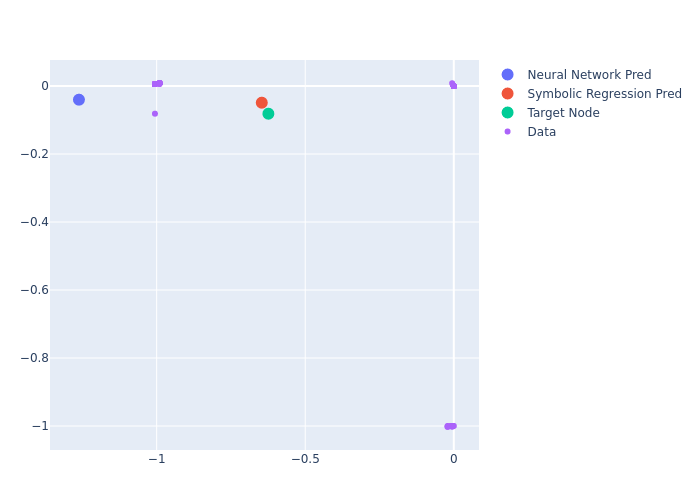 0
−0.2
−0.4
−0.6
−0.8
−1
−1
−0.5
0
Neural Network Pred
Symbolic Regression Pred
Target Node
Data